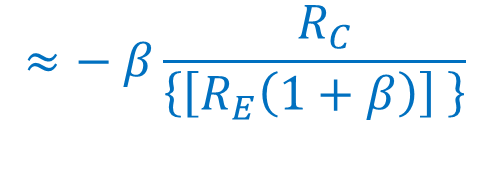 ≈ − β R_C / {[R_E(1 + β)] }